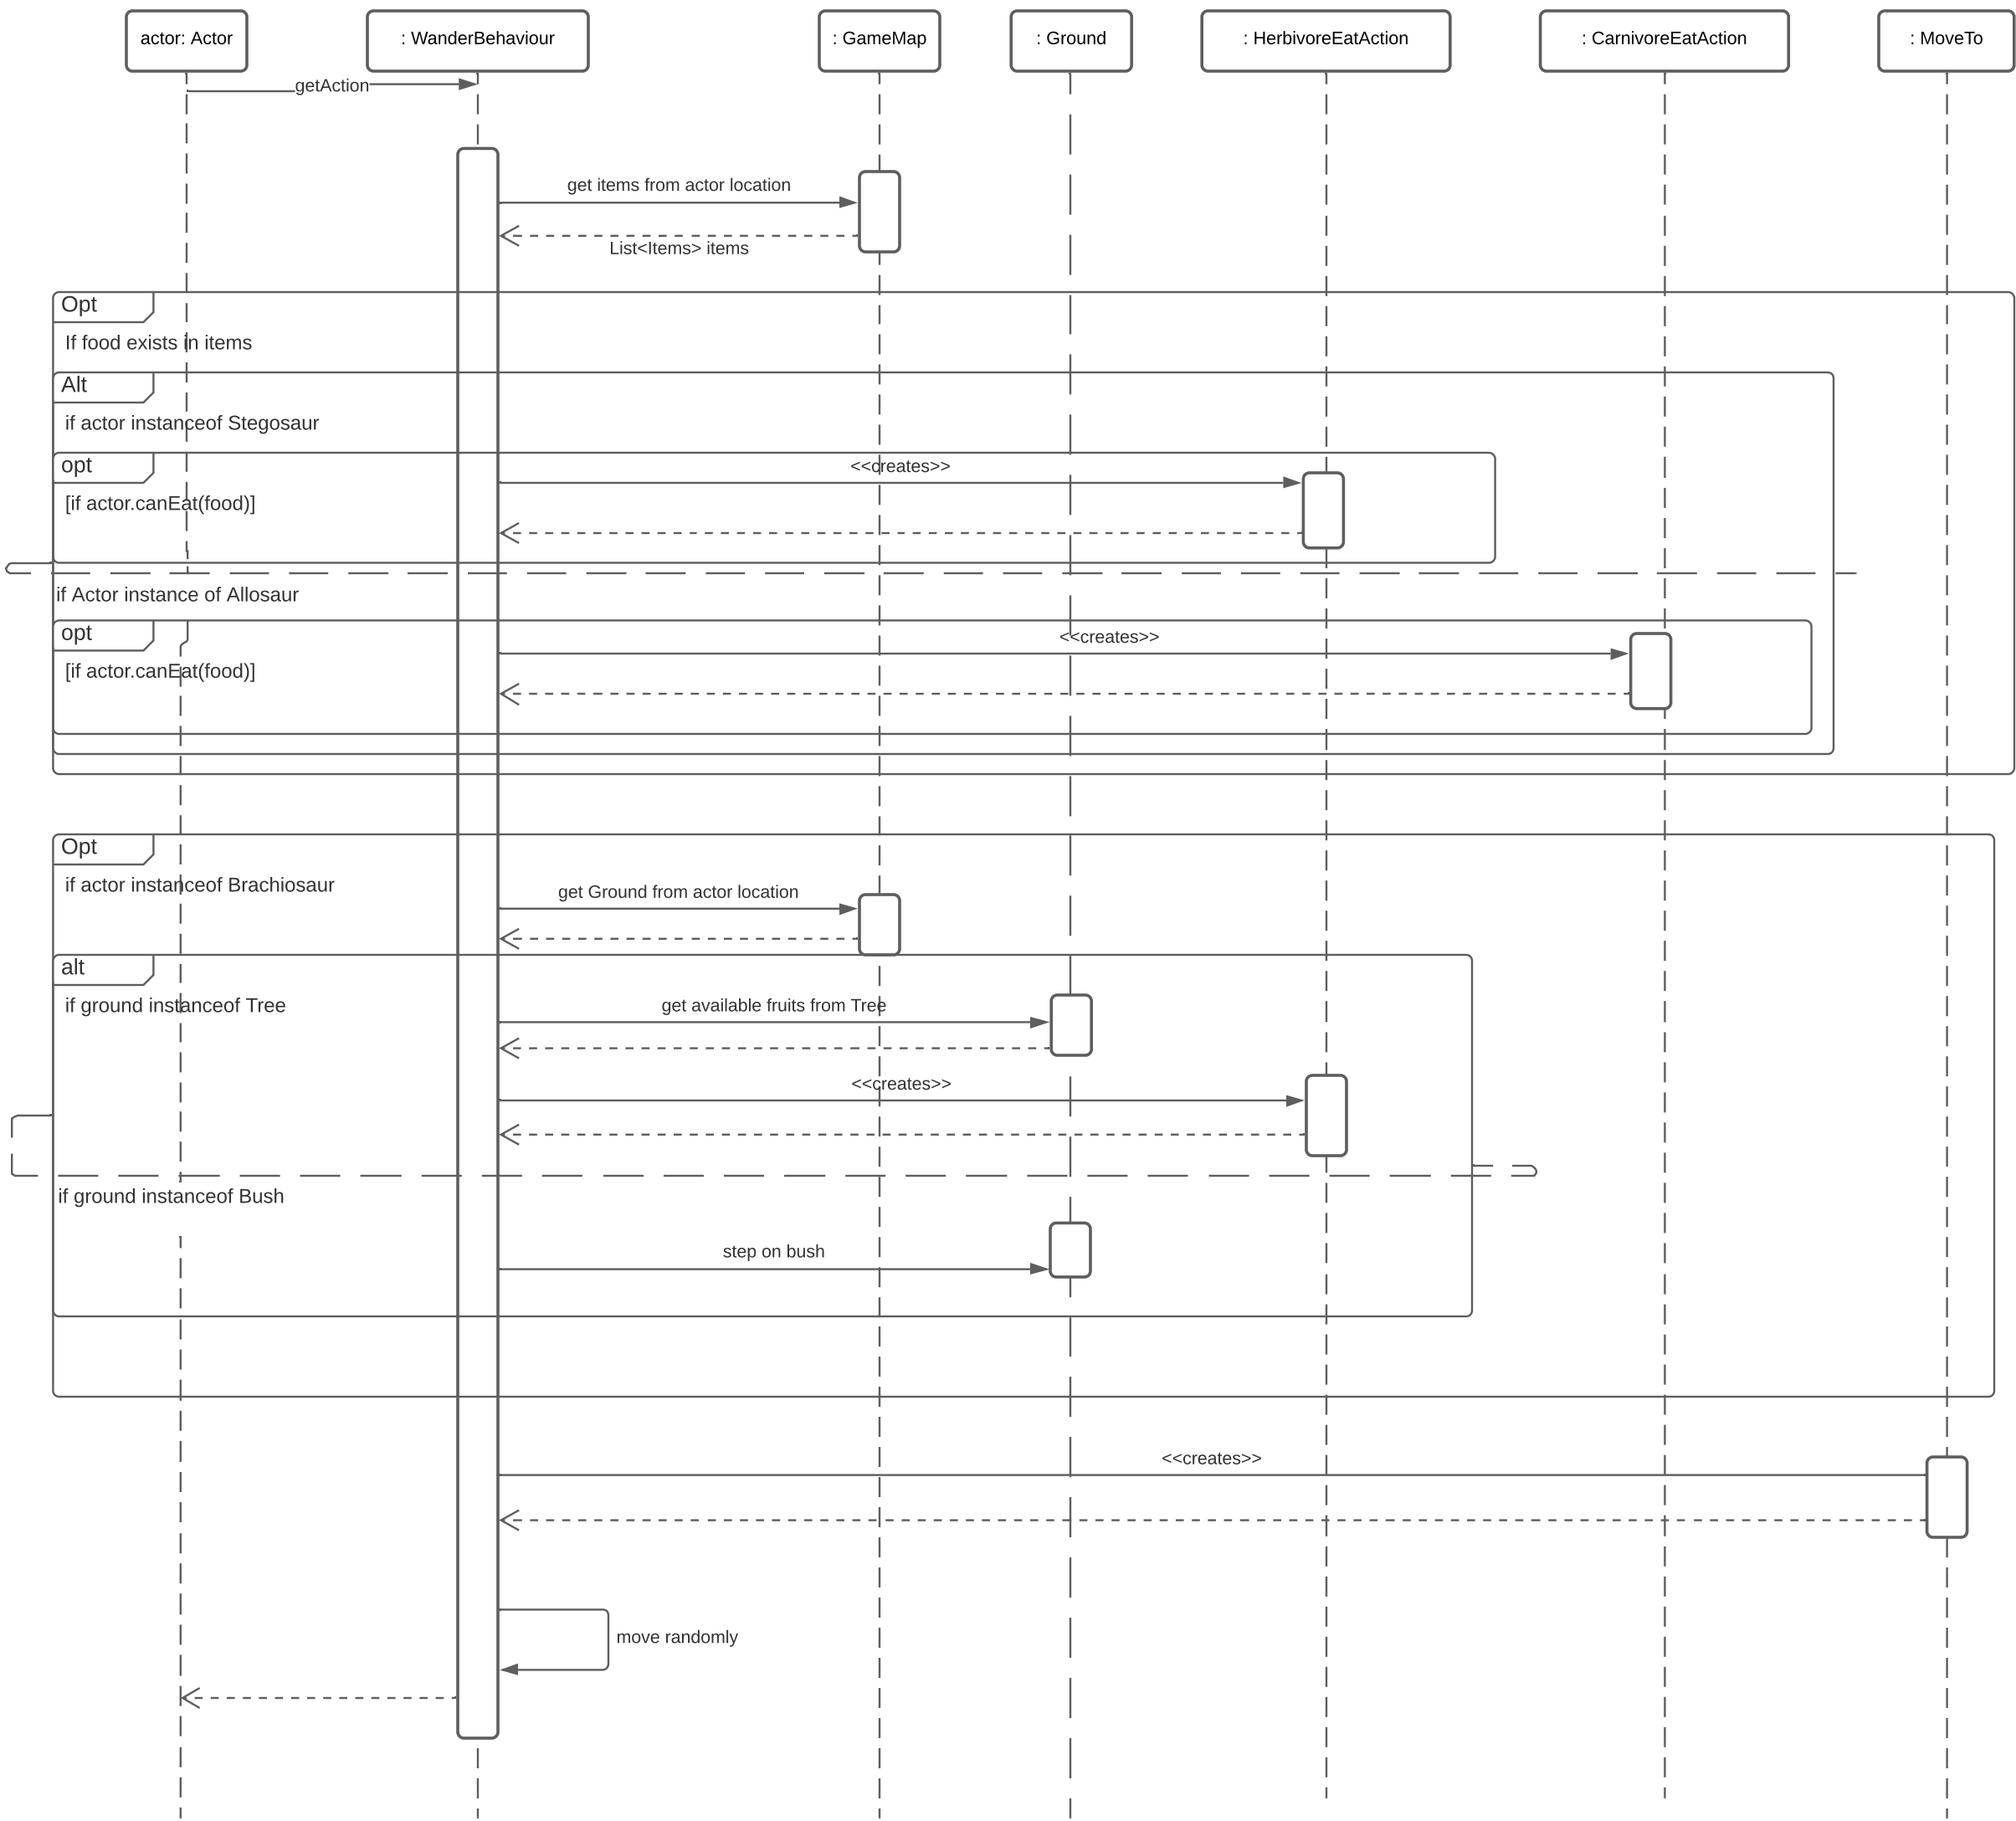 actor: Actor
: WanderBehaviour
: GameMap
: Ground
: HerbivoreEatAction
: CarnivoreEatAction
: MoveTo
getAction
get items from actor location
List<Items> items
Opt
If food exists in items
Alt
if actor instanceof Stegosaur
opt
<<creates>>
[if actor.canEat(food)]
if Actor instance of Allosaur
opt
<<creates>>
[if actor.canEat(food)]
Opt
if actor instanceof Brachiosaur
get Ground from actor location
alt
if ground instanceof Tree
get available fruits from Tree
<<creates>>
if ground instanceof Bush
step on bush
<<creates>>
move randomly